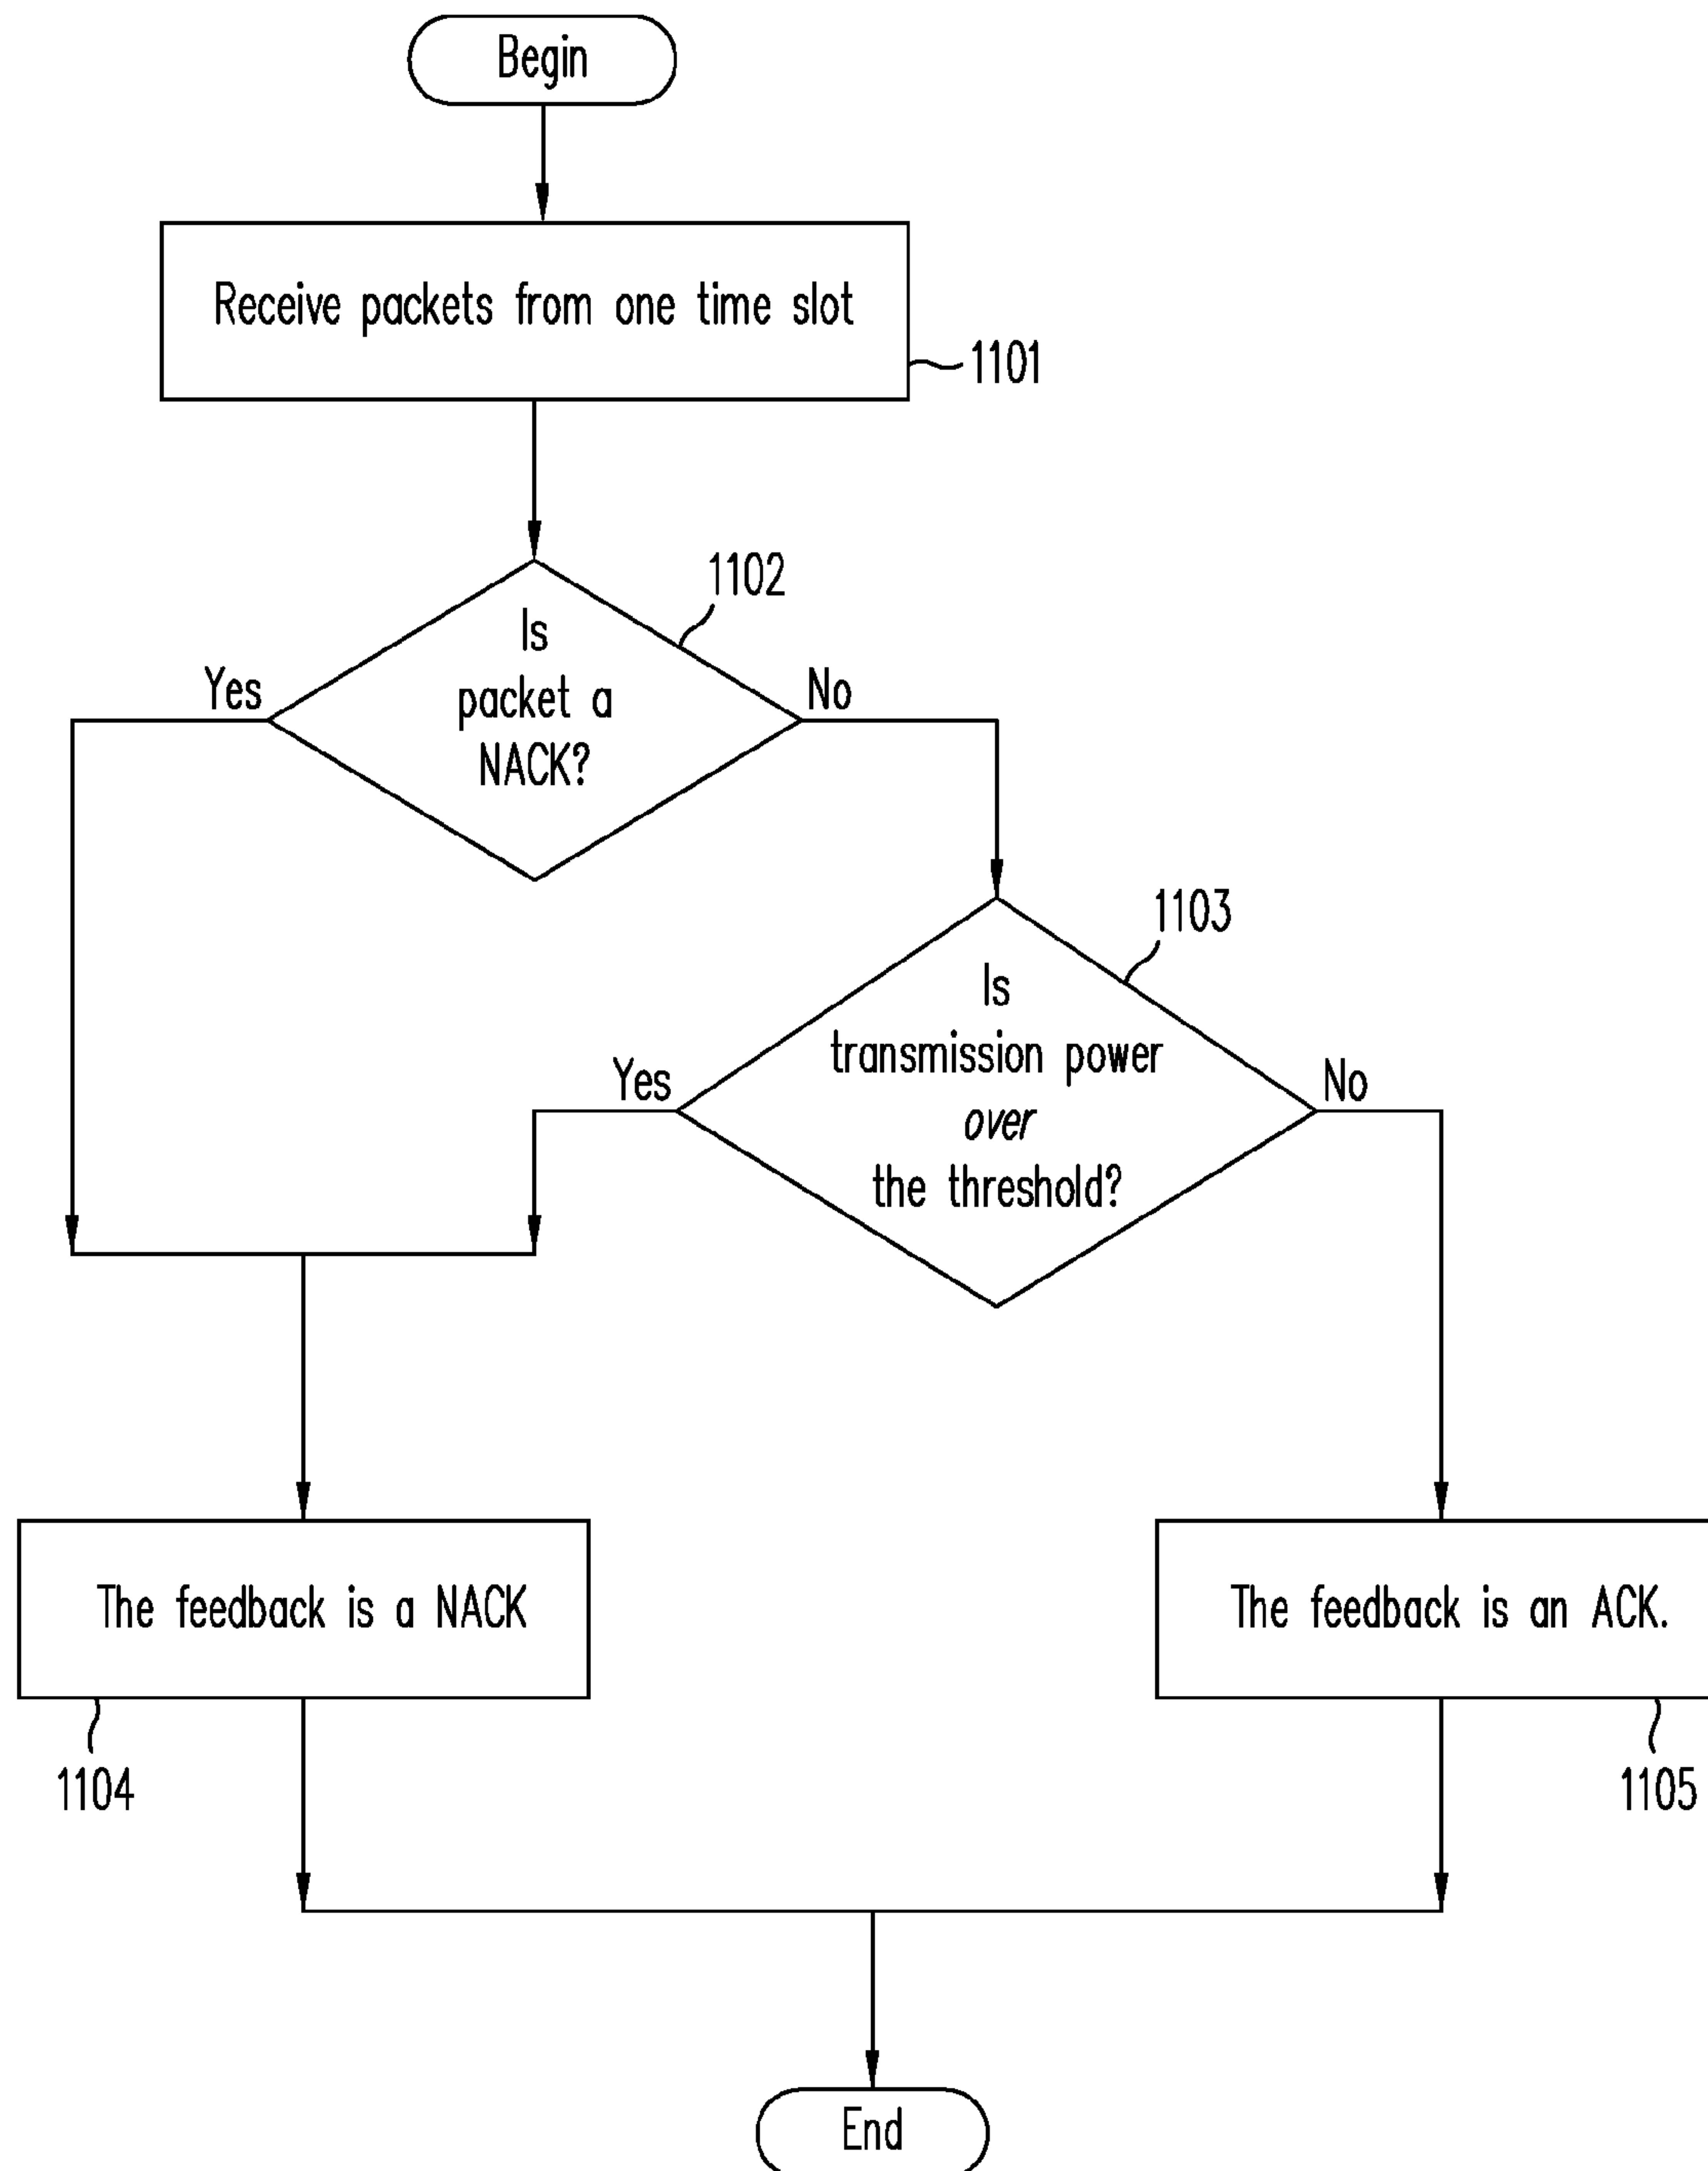 Begin
Receive packets from one time slot
1101
1102
Is
packet a
NACK?
Yes
No
1103
Is
transmission power
over
the threshold?
Yes
No
The feedback is a NACK
The feedback is an ACK.
1104
1105
End